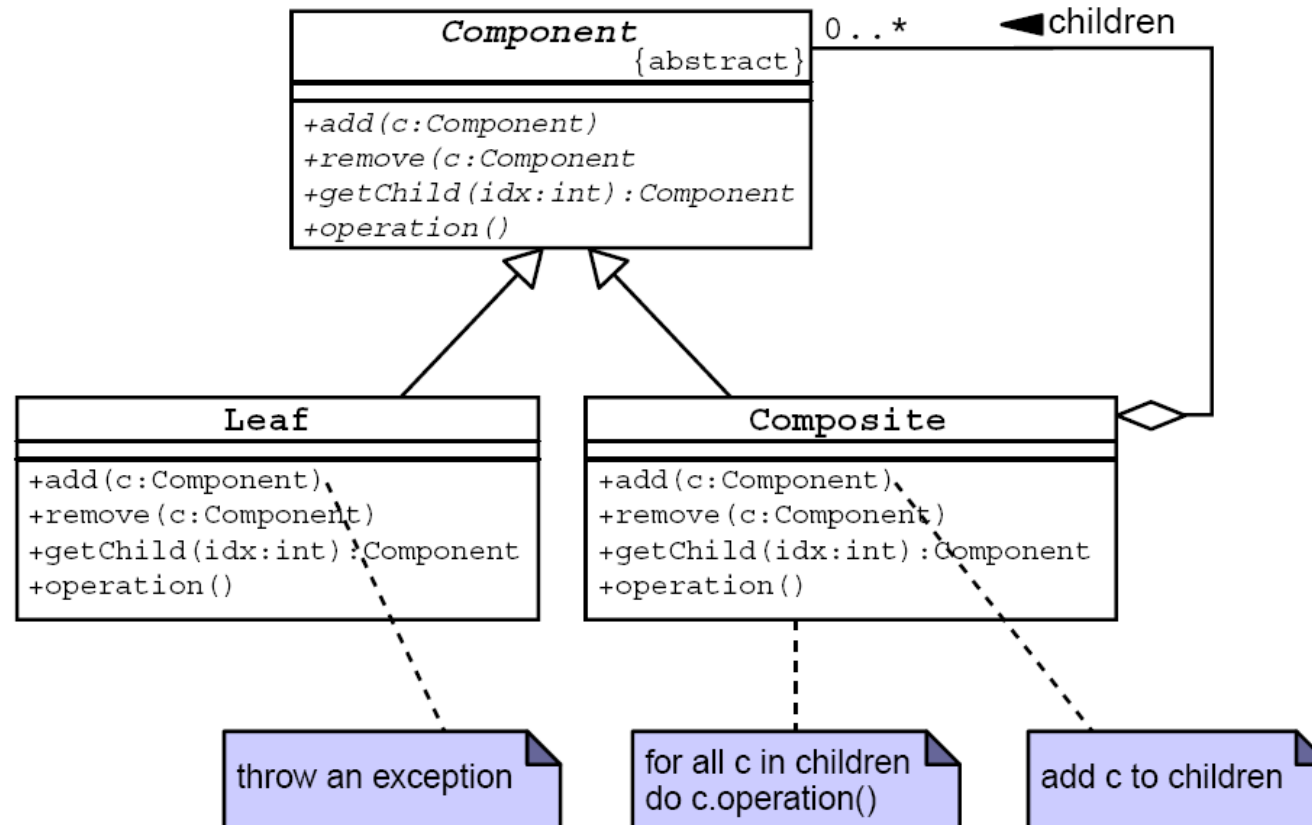 Component
{abstract}
0..*
children
+add(c:Component)
+remove(c:Component
+getChild(idx:int):Component
+operation()
Leaf
+add(c:Component)
+remove(c:Component)
+getChild(idx:int):Component
+operation()
Composite
+add(c:Component)
+remove(c:Component)
+getChild(idx:int):Component
+operation()
throw an exception
for all c in children
do c.operation()
add c to children